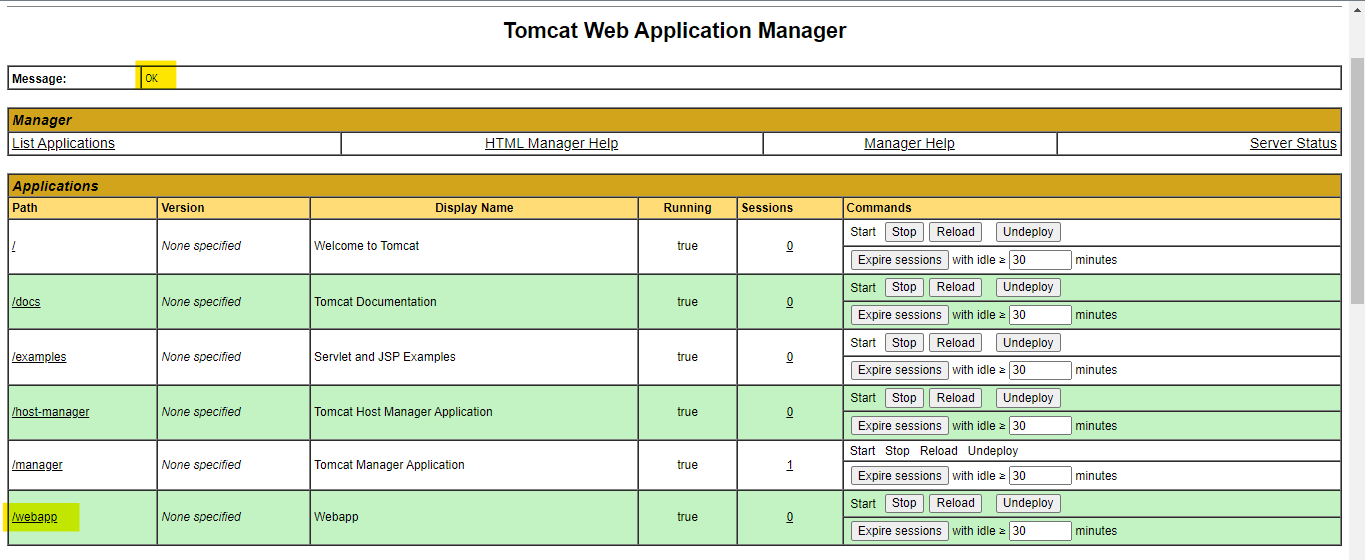 Tomcat Web Application Manager
Message: OK
Manager
List Applications HTML Manager Help Manager Help Server Status
Applications
Path Version Display Name Running Sessions Commands
/ None specified Welcome to Tomcat true 0 Start Stop Reload Undeploy
Expire sessions with idle ≥ 30 minutes
/docs None specified Tomcat Documentation true 0 Start Stop Reload Undeploy
Expire sessions with idle ≥ 30 minutes
/examples None specified Servlet and JSP Examples true 0 Start Stop Reload Undeploy
Expire sessions with idle ≥ 30 minutes
/host-manager None specified Tomcat Host Manager Application true 0 Start Stop Reload Undeploy
Expire sessions with idle ≥ 30 minutes
/manager None specified Tomcat Manager Application true 1 Start Stop Reload Undeploy
Expire sessions with idle ≥ 30 minutes
/webapp None specified Webapp true 0 Start Stop Reload Undeploy
Expire sessions with idle ≥ 30 minutes